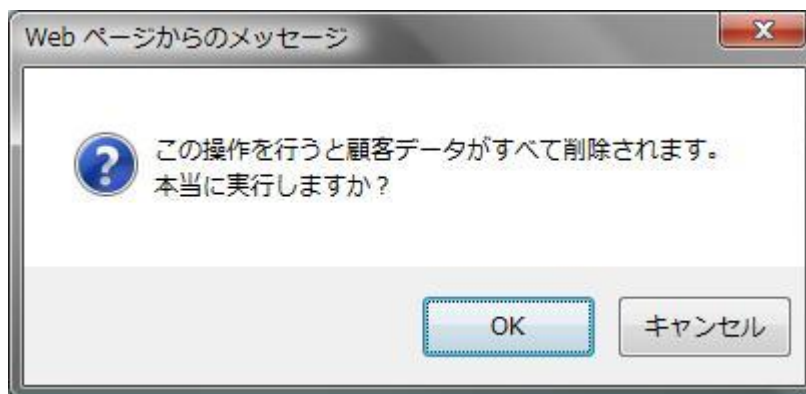 Web ページからのメッセージ
この操作を行うと顧客データがすべて削除されます。
本当に実行しますか？
OK
キャンセル